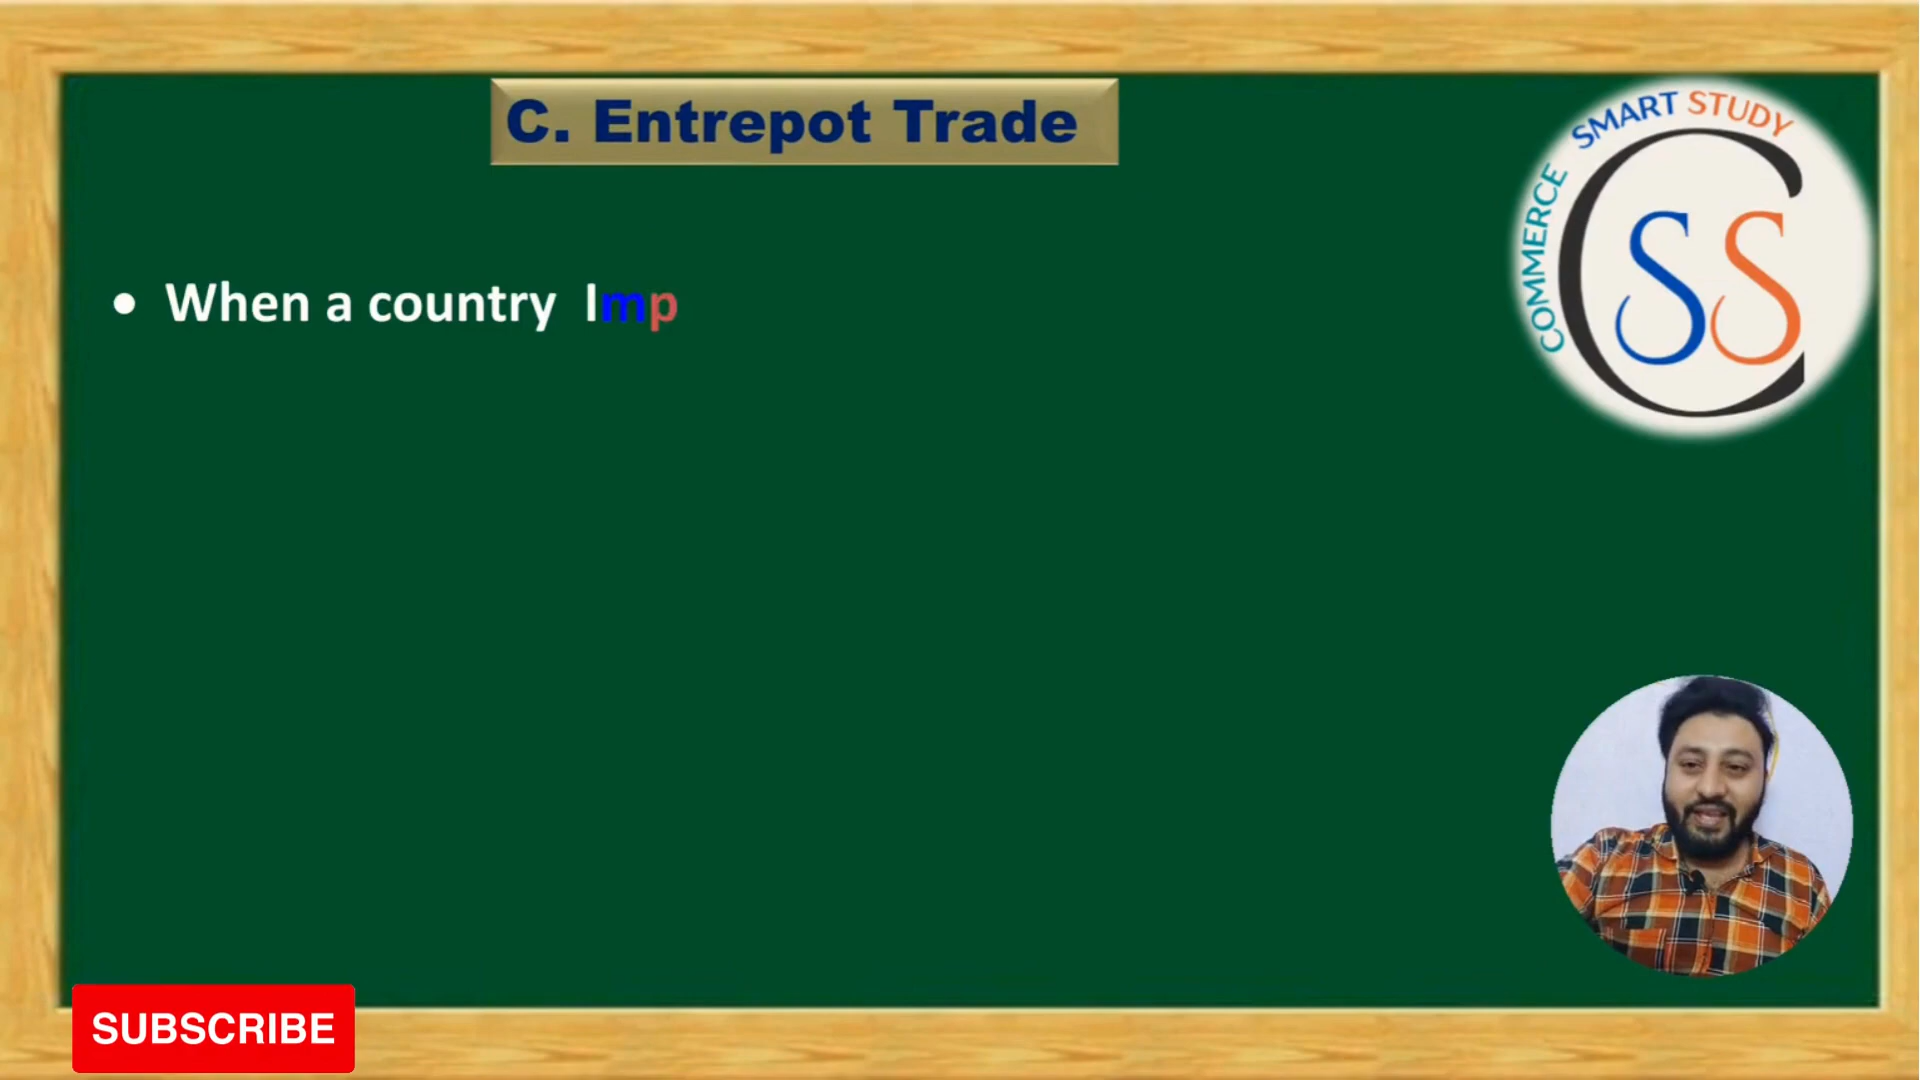 C. Entrepot Trade
COMMERCE SMART STUDY
CSS
• When a country Imp
SUBSCRIBE